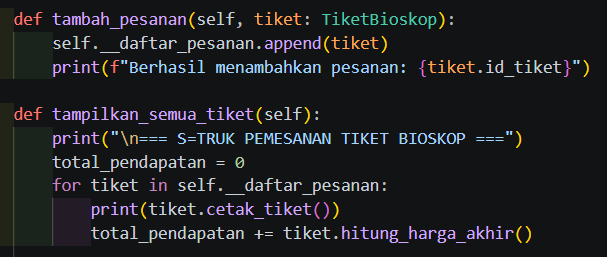 def tambah_pesanan(self, tiket: TiketBioskop):
self.__daftar_pesanan.append(tiket)
print(f"Berhasil menambahkan pesanan: {tiket.id_tiket}")
def tampilkan_semua_tiket(self):
print("\n=== S=TRUK PEMESANAN TIKET BIOSKOP ===")
total_pendapatan = 0
for tiket in self.__daftar_pesanan:
print(tiket.cetak_tiket())
total_pendapatan += tiket.hitung_harga_akhir()